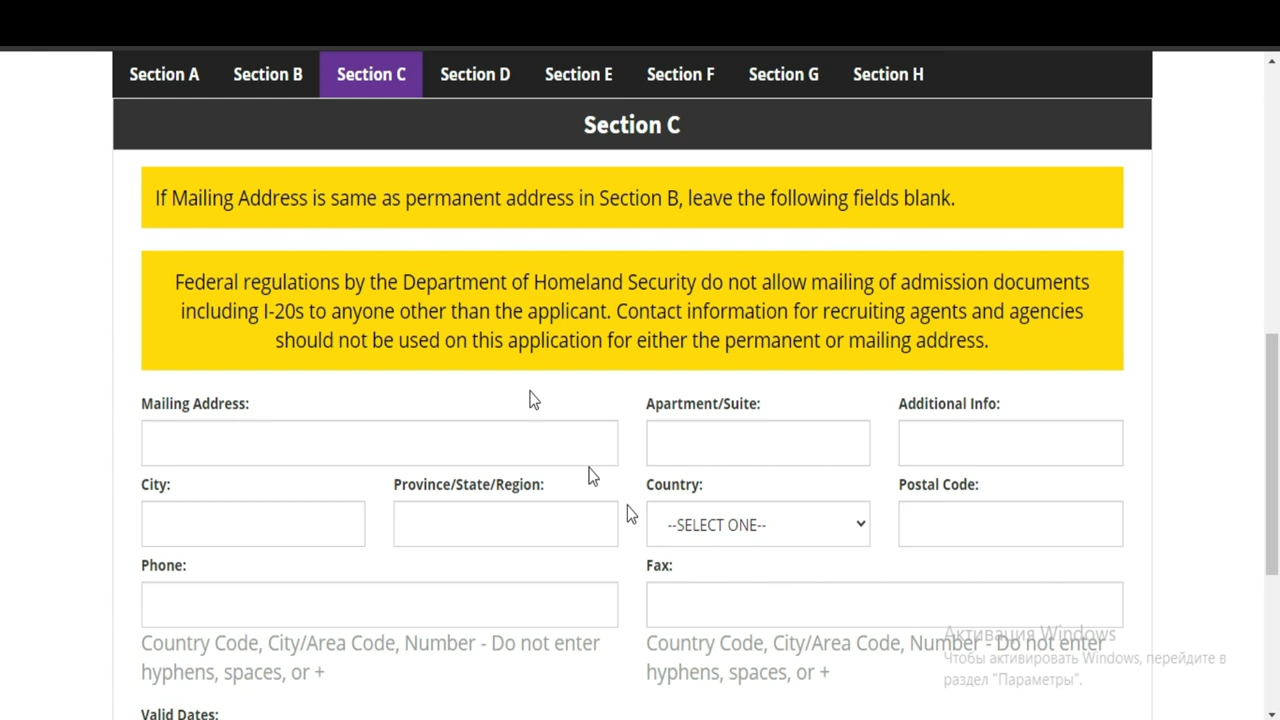 Section A Section B Section C Section D Section E Section F Section G Section H
Section C
If Mailing Address is same as permanent address in Section B, leave the following fields blank.
Federal regulations by the Department of Homeland Security do not allow mailing of admission documents
including I-20s to anyone other than the applicant. Contact information for recruiting agents and agencies
should not be used on this application for either the permanent or mailing address.
Mailing Address: Apartment/Suite: Additional Info:
City: Province/State/Region: Country: Postal Code:
--SELECT ONE--
Phone: Fax:
Country Code, City/Area Code, Number - Do not enter
hyphens, spaces, or +
Country Code, City/Area Code, Number - Do not enter
hyphens, spaces, or +
Активация Windows
Чтобы активировать Windows, перейдите в
раздел "Параметры".
Valid Dates: